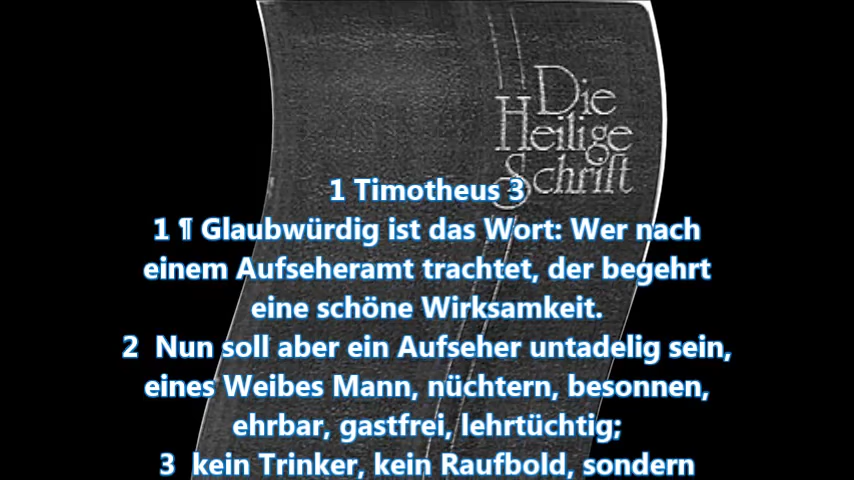 Die
Heilige
Schrift
1 Timotheus 3
1 ¶ Glaubwürdig ist das Wort: Wer nach
einem Aufseheramt trachtet, der begehrt
eine schöne Wirksamkeit.
2 Nun soll aber ein Aufseher untadelig sein,
eines Weibes Mann, nüchtern, besonnen,
ehrbar, gastfrei, lehrtüchtig;
3 kein Trinker, kein Raufbold, sondern